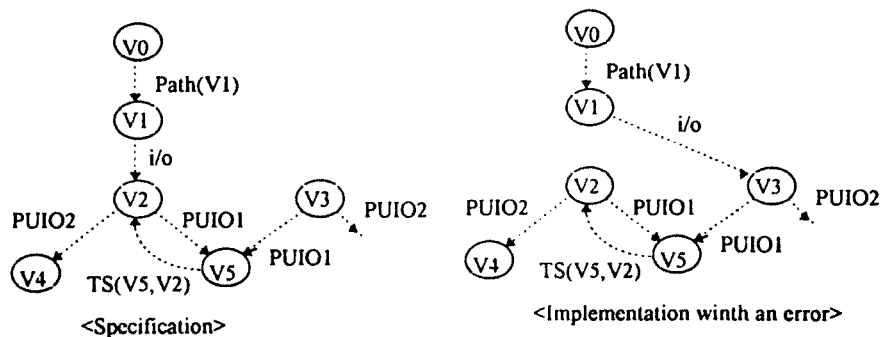 V0
Path(V1)
V1
i/o
V2
V3
PUIO2
PUIO1
PUIO2
PUIO1
V4
V5
TS(V5,V2)
<Specification>
V0
Path(V1)
V1
i/o
V2
V3
PUIO2
PUIO1
PUIO2
PUIO1
V4
V5
TS(V5,V2)
<Implementation winth an error>